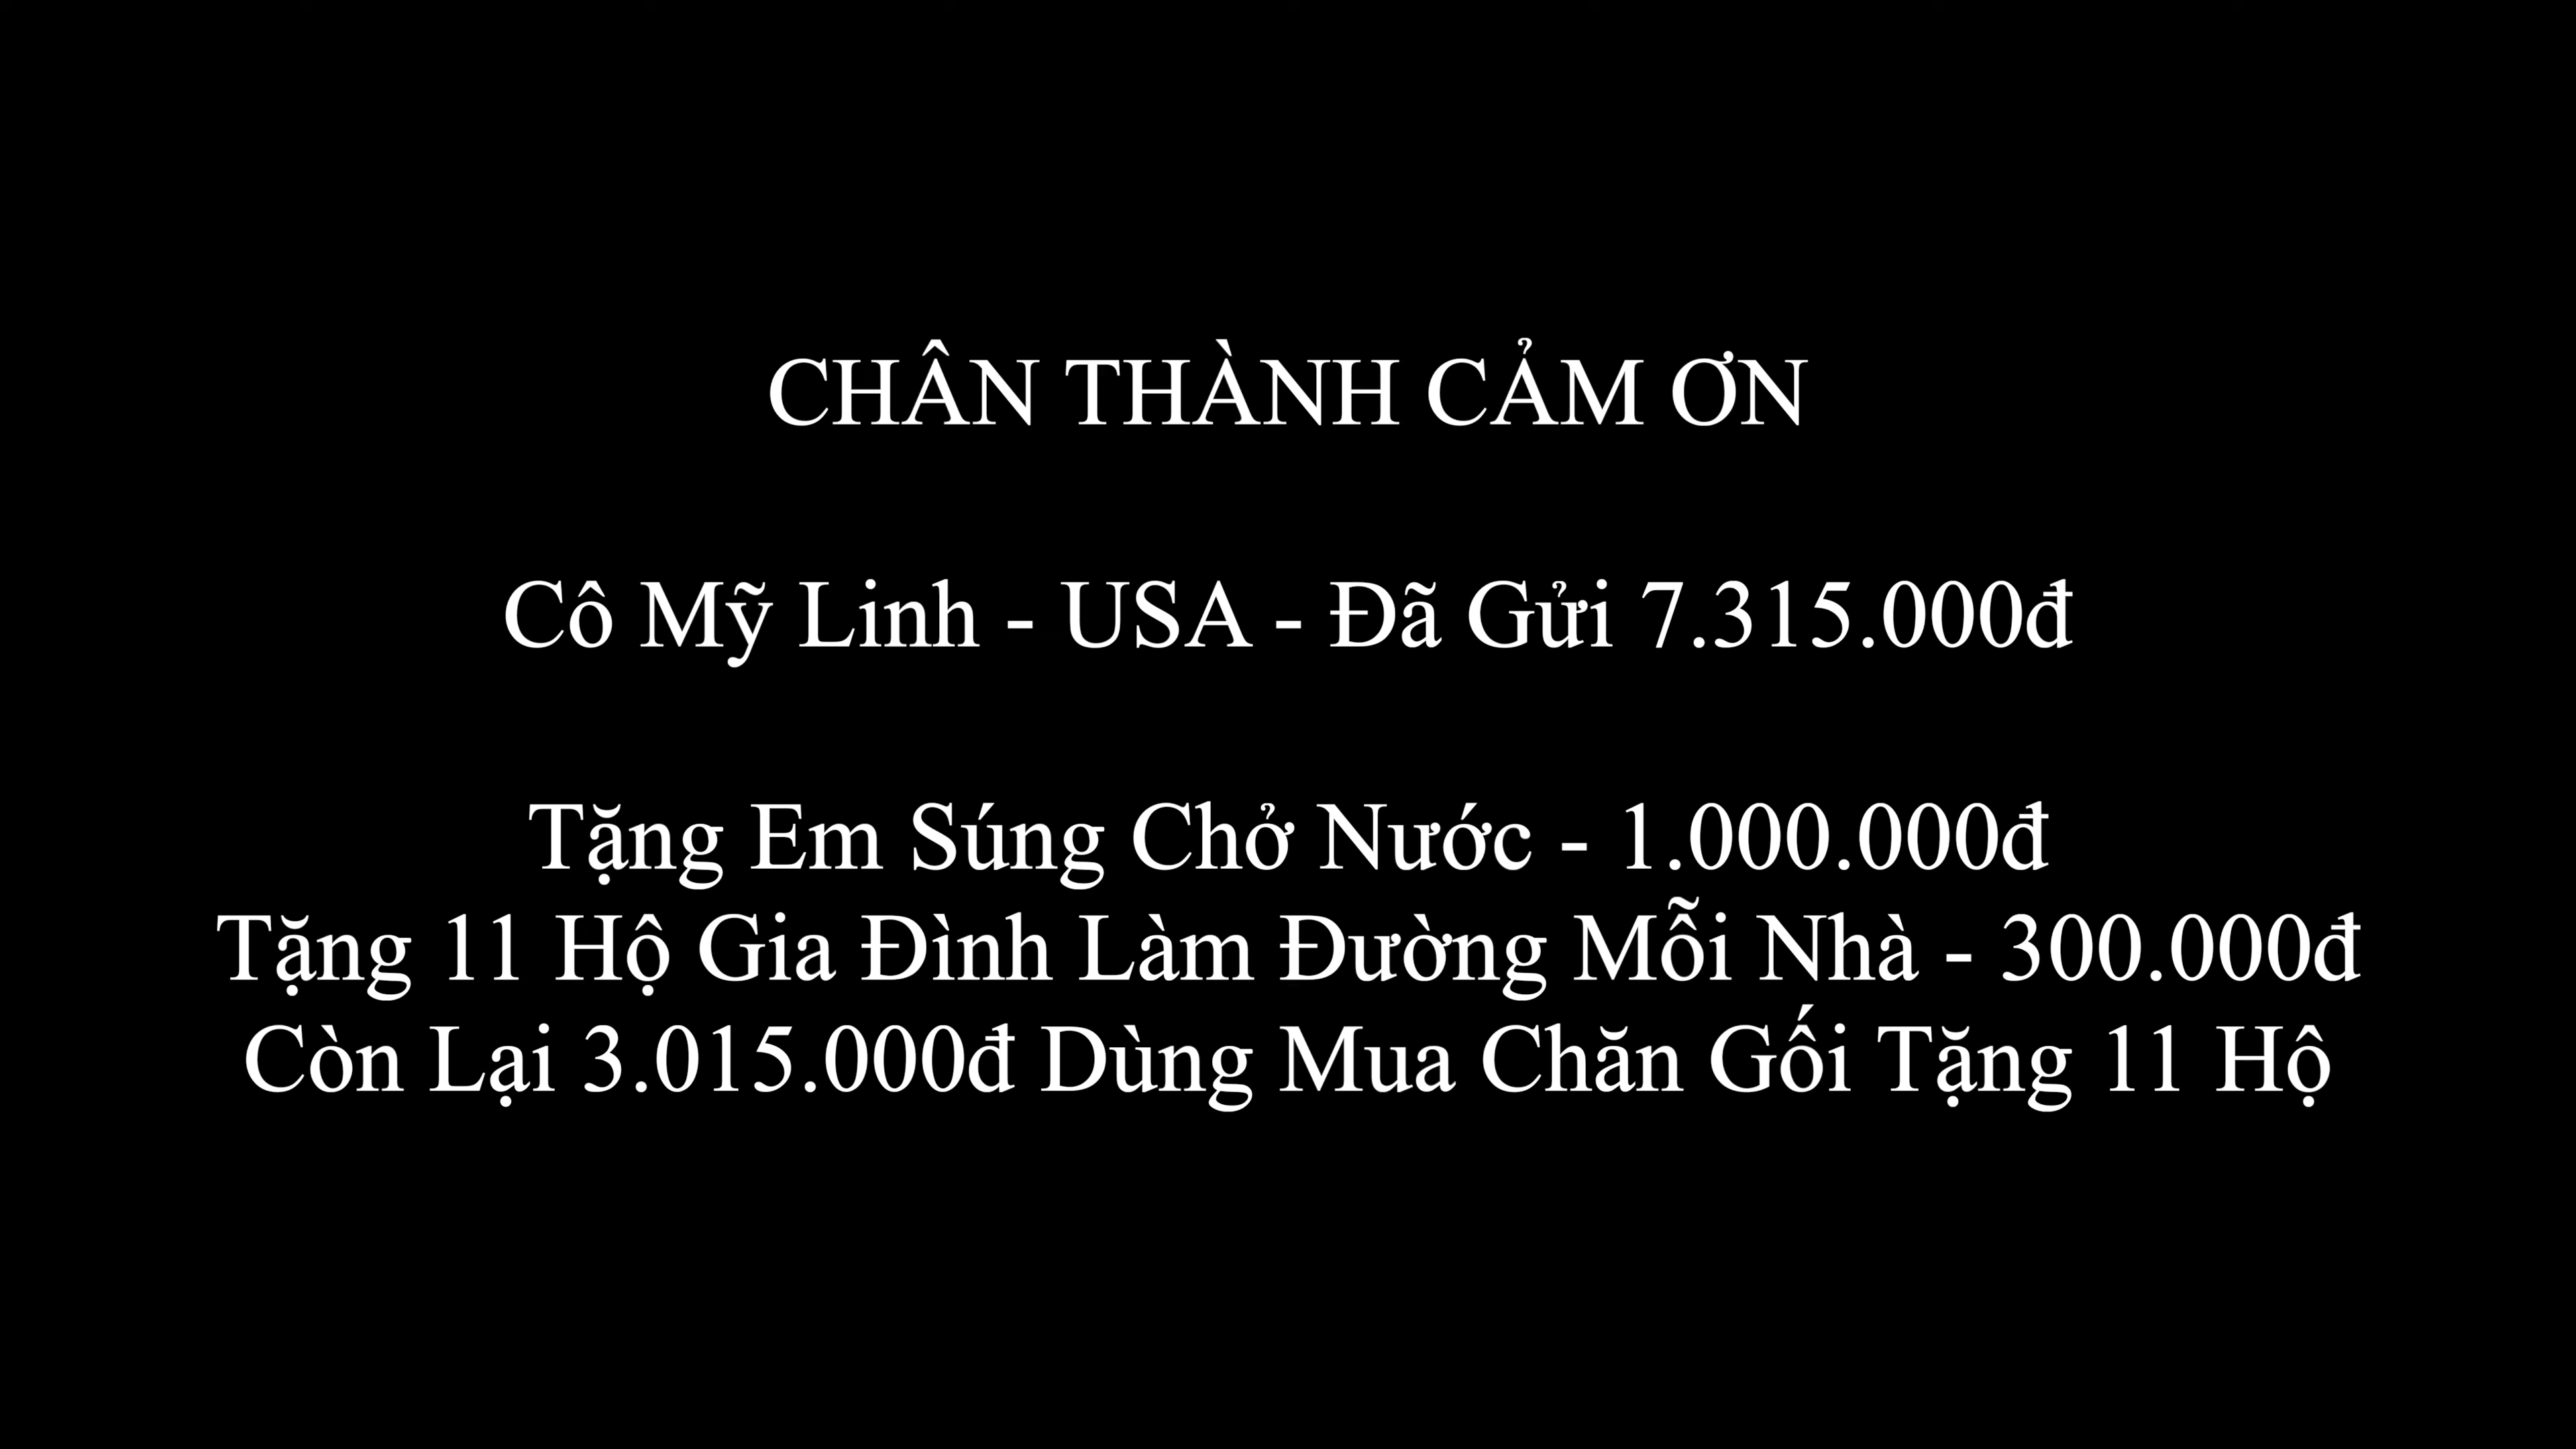 CHÂN THÀNH CẢM ƠN
Cô Mỹ Linh - USA - Đã Gửi 7.315.000đ
Tặng Em Súng Chở Nước - 1.000.000đ
Tặng 11 Hộ Gia Đình Làm Đường Mỗi Nhà - 300.000đ
Còn Lại 3.015.000đ Dùng Mua Chăn Gối Tặng 11 Hộ